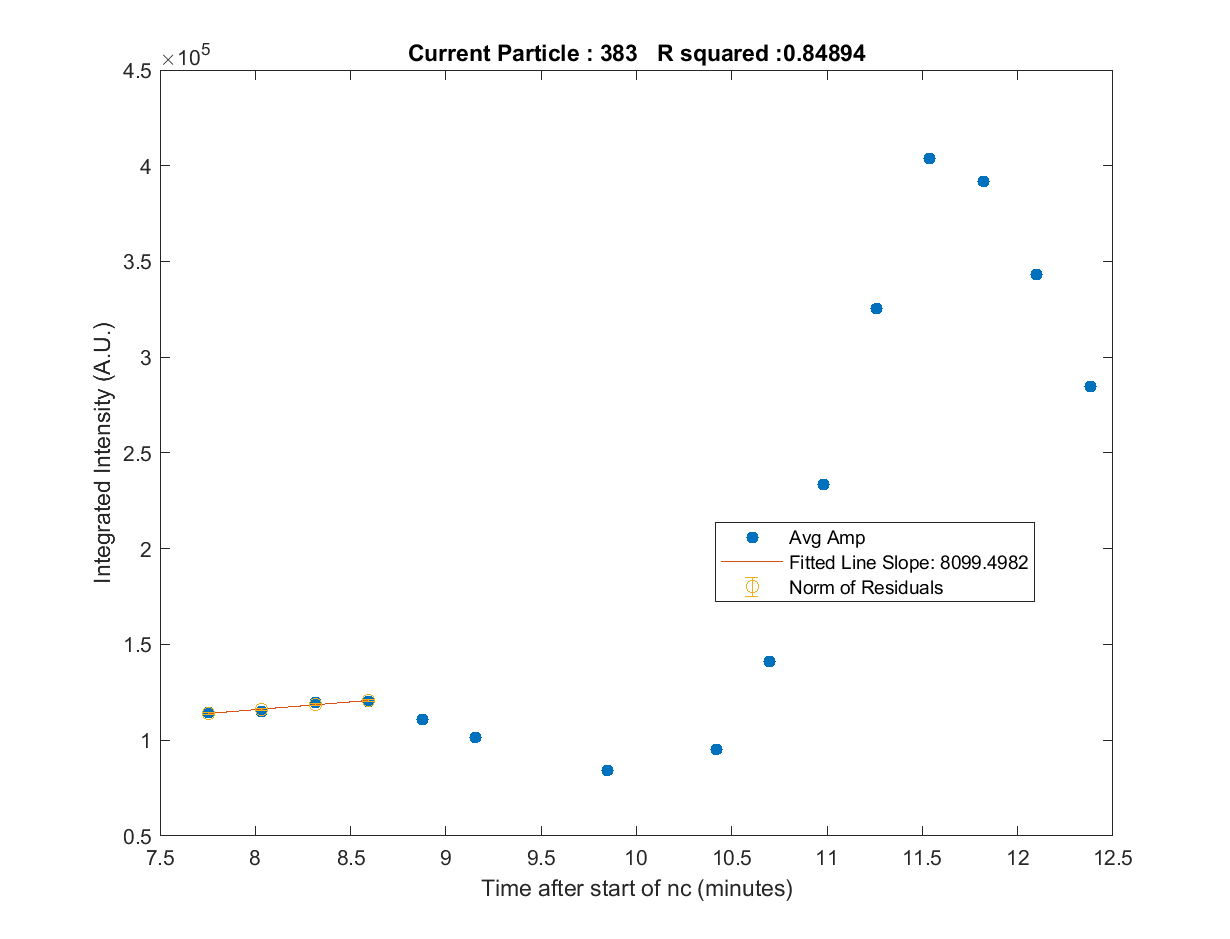 Current Particle : 383 R squared :0.84894
×10^5
4.5
4
3.5
3
2.5
2
1.5
1
0.5
Integrated Intensity (A.U.)
Avg Amp
Fitted Line Slope: 8099.4982
Norm of Residuals
7.5 8 8.5 9 9.5 10 10.5 11 11.5 12 12.5
Time after start of nc (minutes)